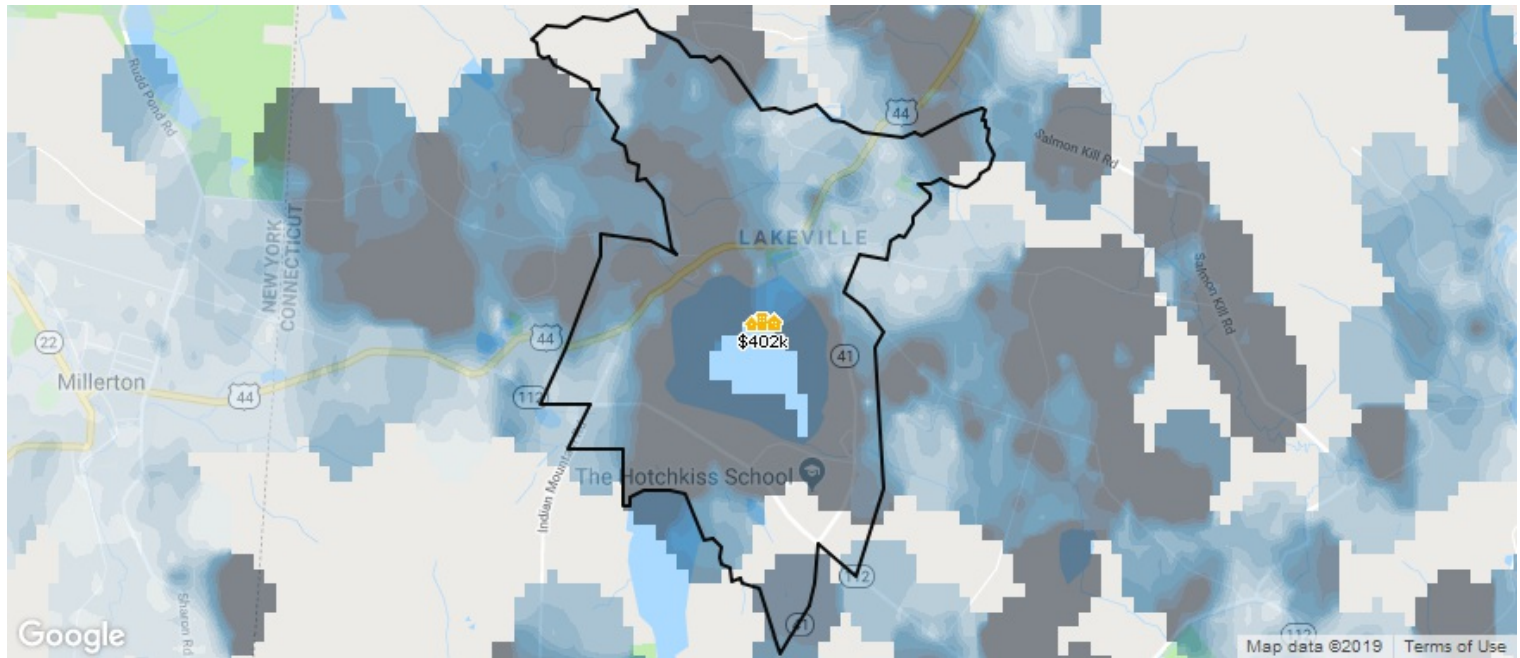 Rudd Pond Rd
44
Salmon Kill Rd
NEW YORK
CONNECTICUT
LAKEVILLE
Salmon Kill Rd
$402k
22
44
41
Millerton
44
112
The Hotchkiss School
Indian Mount
112
Sharon Rd
41
112
Google
Map data ©2019
Terms of Use